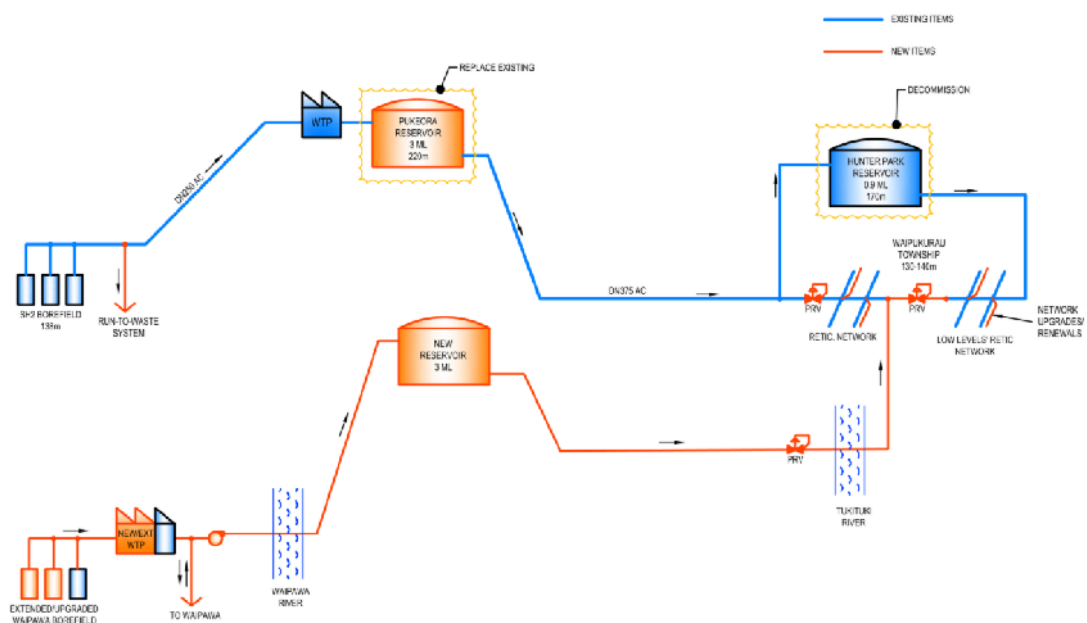 EXISTING ITEMS
NEW ITEMS
REPLACE EXISTING
DECOMMISSION
WTP
PUKEORA
RESERVOIR
3 ML
220m
HUNTER PARK
RESERVOIR
0.9 ML
170m
DN250 AC
WAIPUKURAU
TOWNSHIP
130-140m
SH2 BOREFIELD
138m
RUN-TO-WASTE
SYSTEM
DN375 AC
PRV
PRV
RETIC. NETWORK
LOW LEVELS' RETIC
NETWORK
NETWORK
UPGRADES/
RENEWALS
NEW
RESERVOIR
3 ML
PRV
TUKITUKI
RIVER
NEW/EXT
WTP
WAIPAWA
RIVER
EXTENDED/UPGRADED
WAIPAWA BOREFIELD
TO WAIPAWA